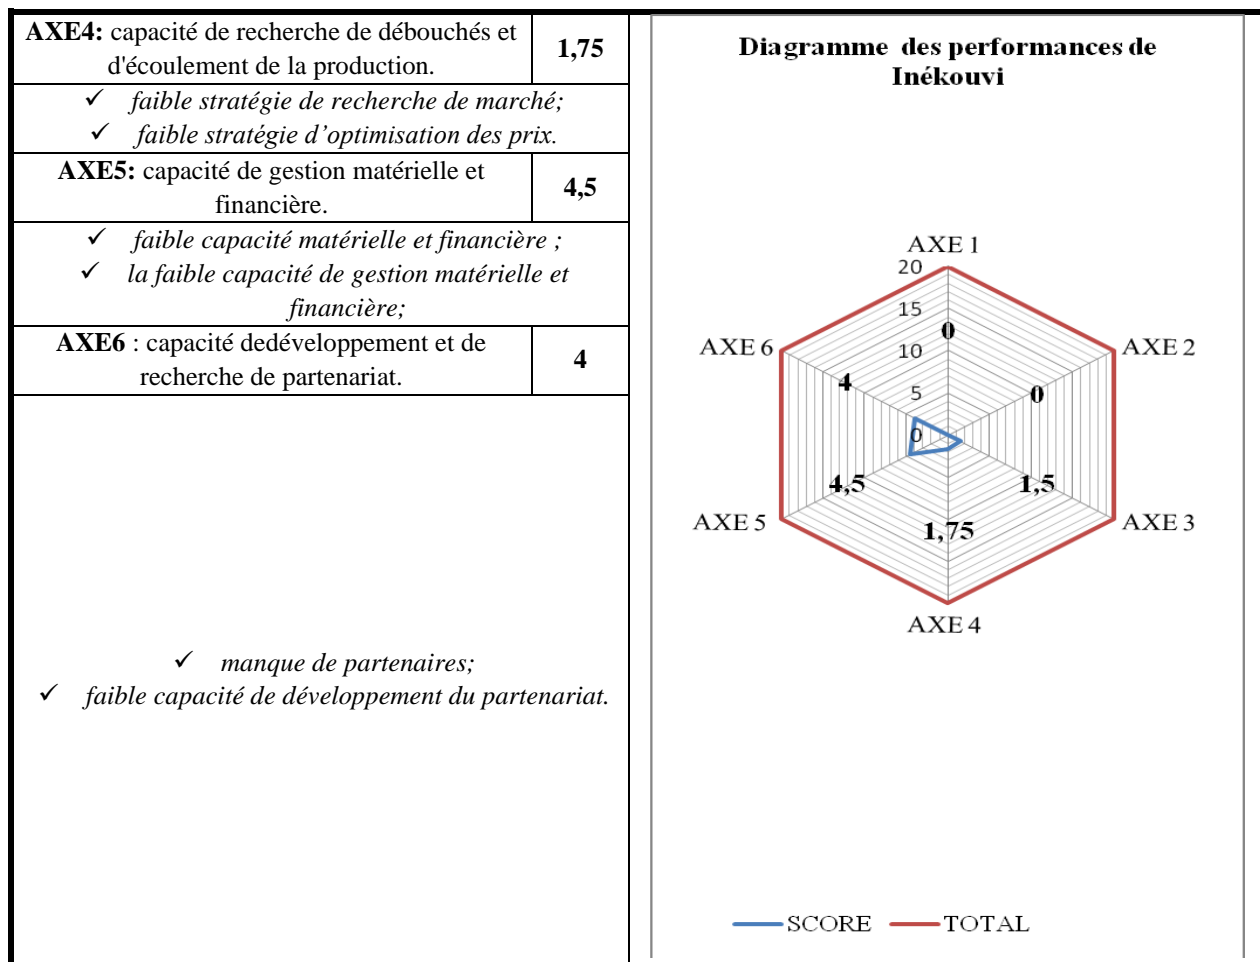 AXE4: capacité de recherche de débouchés et
d'écoulement de la production.
1,75
✓ faible stratégie de recherche de marché;
✓ faible stratégie d’optimisation des prix.
AXE5: capacité de gestion matérielle et
financière.
4,5
✓ faible capacité matérielle et financière ;
✓ la faible capacité de gestion matérielle et
financière;
AXE6 : capacité dedéveloppement et de
recherche de partenariat.
4
✓ manque de partenaires;
✓ faible capacité de développement du partenariat.
Diagramme des performances de
Inékouvi
AXE 1
20
15
0
10
AXE 6
AXE 2
4
5
0
0
4,5
1,5
AXE 5
1,75
AXE 3
AXE 4
SCORE TOTAL